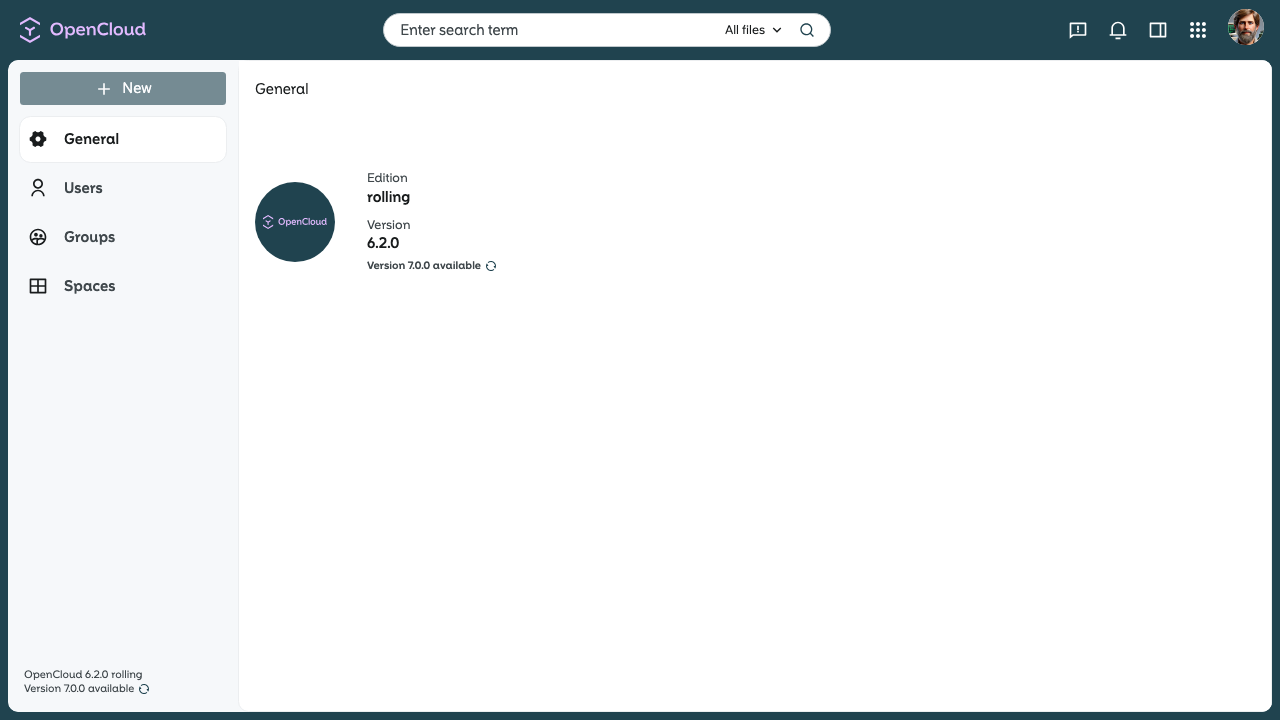 OpenCloud
Enter search term
All files
New
General
Users
Groups
Spaces
OpenCloud 6.2.0 rolling
Version 7.0.0 available
General
OpenCloud
Edition
rolling
Version
6.2.0
Version 7.0.0 available